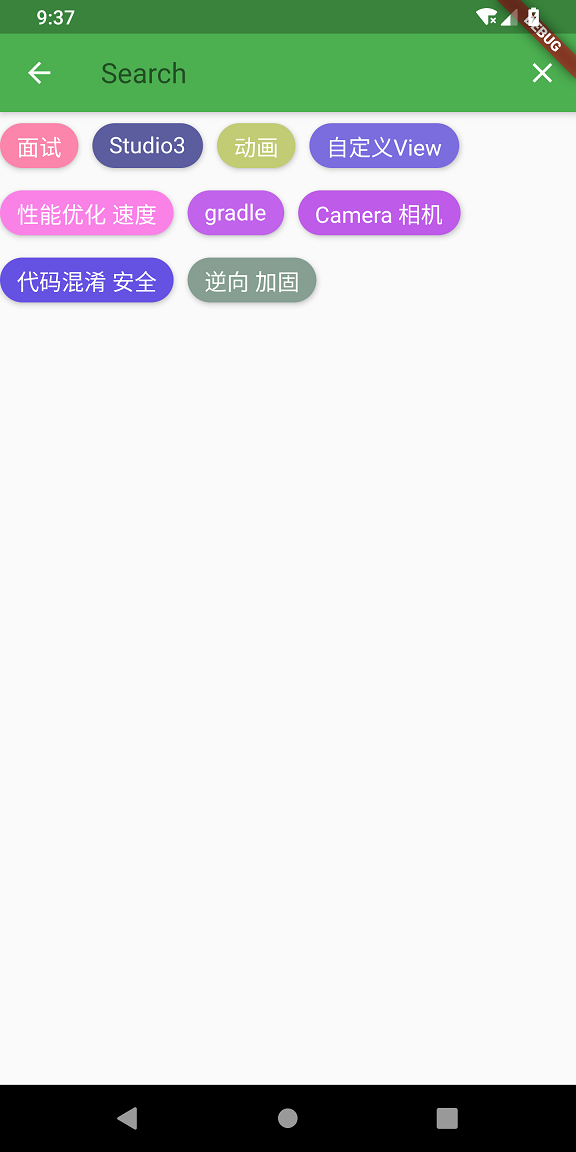 9:37
DEBUG
Search
面试 Studio3 动画 自定义View
性能优化 速度 gradle Camera 相机
代码混淆 安全 逆向 加固